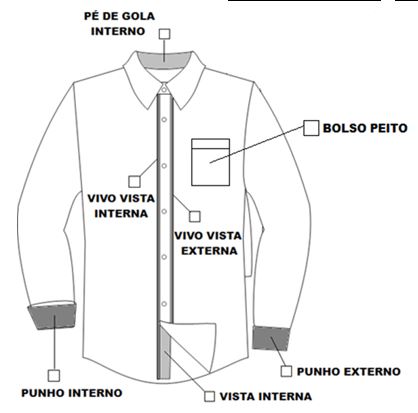 PÉ DE GOLA
INTERNO
BOLSO PEITO
VIVO VISTA
INTERNA
VIVO VISTA
EXTERNA
PUNHO INTERNO
PUNHO EXTERNO
VISTA INTERNA